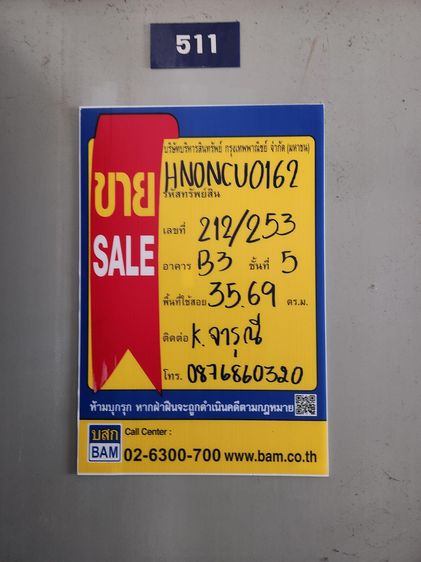 511
บริษัทบริหารสินทรัพย์ กรุงเทพพาณิชย์ จำกัด (มหาชน)
ขาย
SALE
HNONCU0162
รหัสทรัพย์สิน
เลขที่ 212/253
อาคาร B3 ชั้นที่ 5
พื้นที่ใช้สอย 35.69 ตร.ม.
ติดต่อ K. จารุณี
โทร. 0876860320
ห้ามบุกรุก หากฝ่าฝืนจะถูกดำเนินคดีตามกฎหมาย
บสก
BAM
Call Center :
02-6300-700 www.bam.co.th